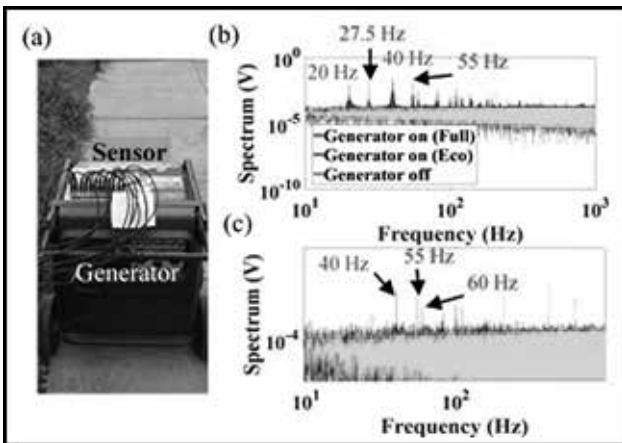 (a)
Sensor
Generator
(b)
27.5 Hz
20 Hz
40 Hz
55 Hz
Spectrum (V)
10^0
10^-5
10^-10
Generator on (Full)
Generator on (Eco)
Generator off
10^1
10^2
10^3
Frequency (Hz)
(c)
40 Hz
55 Hz
60 Hz
Spectrum (V)
10^1
10^2
Frequency (Hz)